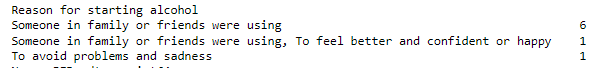 Reason for starting alcohol
Someone in family or friends were using 6
Someone in family or friends were using, To feel better and confident or happy 1
To avoid problems and sadness 1